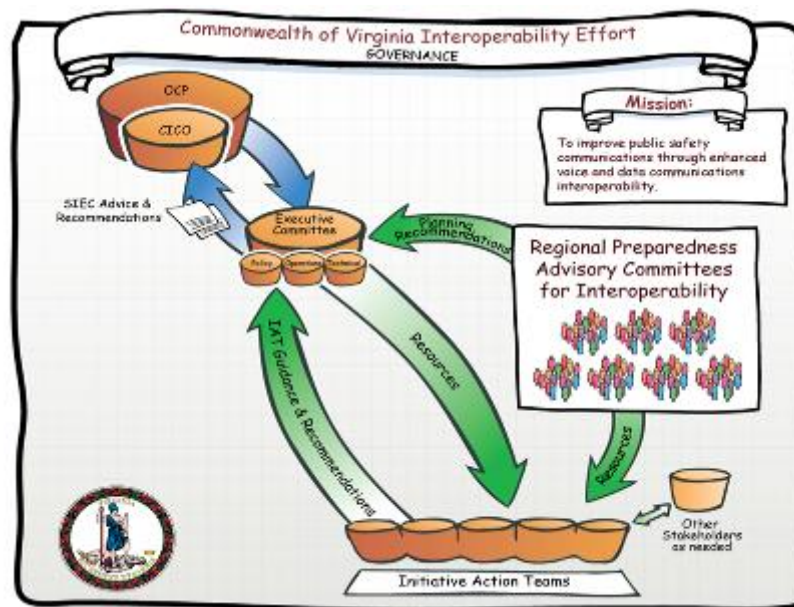 Commonwealth of Virginia Interoperability Effort
GOVERNANCE
OCP
CICO
Mission:
To improve public safety
communications through enhanced
voice and data communications
interoperability.
SIEC Advice &
Recommendations
Executive
Committee
Policy
Operations
Technical
Planning
Recommendations
Regional Preparedness
Advisory Committees
for Interoperability
IAT Guidance & Recommendations
Resources
Resources
Other
Stakeholders
as needed
Initiative Action Teams